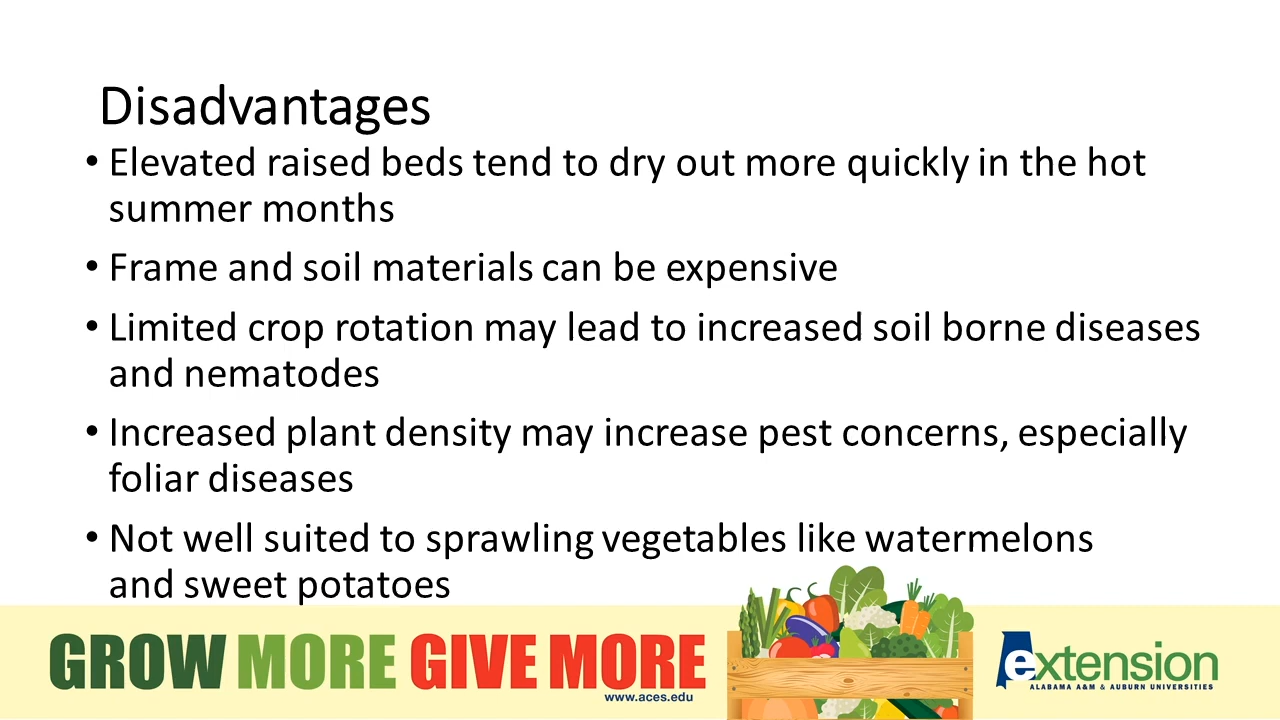 Disadvantages
• Elevated raised beds tend to dry out more quickly in the hot
summer months
• Frame and soil materials can be expensive
• Limited crop rotation may lead to increased soil borne diseases
and nematodes
• Increased plant density may increase pest concerns, especially
foliar diseases
• Not well suited to sprawling vegetables like watermelons
and sweet potatoes
GROW MORE GIVE MORE
www.aces.edu
extension
ALABAMA A&M & AUBURN UNIVERSITIES